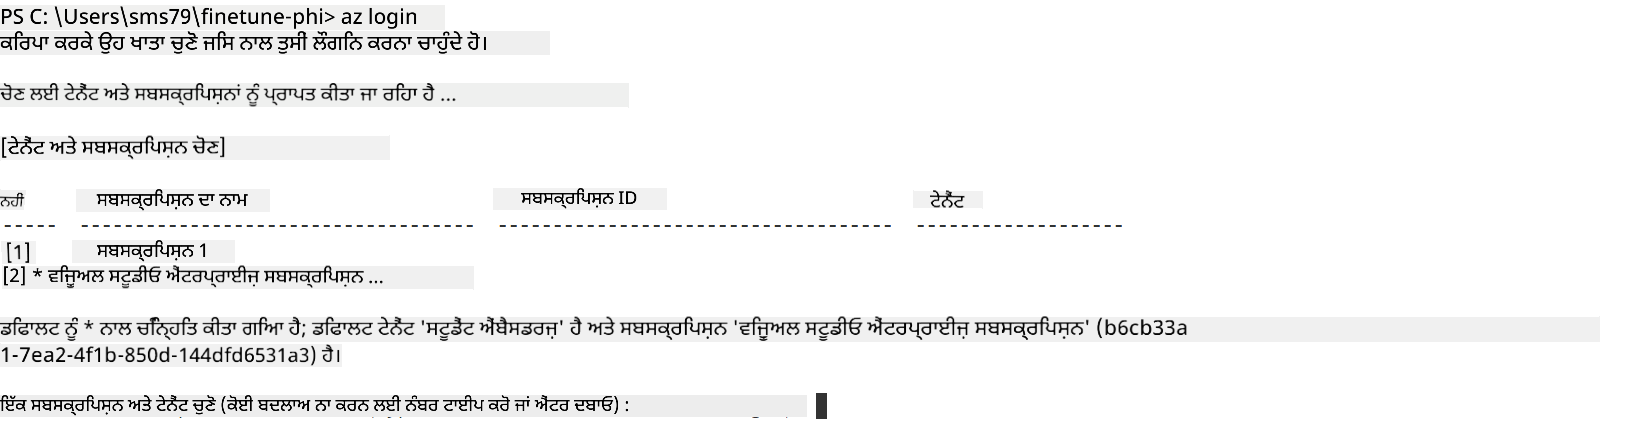 PS C: \Users\sms79\finetune-phi> az login
ਕਰਿਪਾ ਕਰਕੇ ਉਹ ਖਾਤਾ ਚੁਣੋ ਜਸਿ ਨਾਲ ਤੁਸੀਂ ਲੌਗਨਿ ਕਰਨਾ ਚਾਹੁੰਦੇ ਹੋ।
ਚੋਣ ਲਈ ਟੇਨੈਂਟ ਅਤੇ ਸਬਸਕ੍ਰਪਿਸ਼ਨਾਂ ਨੂੰ ਪ੍ਰਾਪਤ ਕੀਤਾ ਜਾ ਰਹਿਾ ਹੈ ...
[ਟੇਨੈਂਟ ਅਤੇ ਸਬਸਕ੍ਰਪਿਸ਼ਨ ਚੋਣ]
ਨਹੀਂ ਸਬਸਕ੍ਰਪਿਸ਼ਨ ਦਾ ਨਾਮ ਸਬਸਕ੍ਰਪਿਸ਼ਨ ID ਟੇਨੈਂਟ
[1] ਸਬਸਕ੍ਰਪਿਸ਼ਨ 1
[2] * ਵਜ਼ਿੂਅਲ ਸਟੂਡੀਓ ਐਂਟਰਪ੍ਰਾਈਜ਼ ਸਬਸਕ੍ਰਪਿਸ਼ਨ ...
ਡਫਿਾਲਟ ਨੂੰ * ਨਾਲ ਚਨ੍ਹਿਤਿ ਕੀਤਾ ਗਆਿ ਹੈ; ਡਫਿਾਲਟ ਟੇਨੈਂਟ 'ਸਟੂਡੈਂਟ ਐਂਬੈਸਡਰਜ਼' ਹੈ ਅਤੇ ਸਬਸਕ੍ਰਪਿਸ਼ਨ 'ਵਜ਼ਿੂਅਲ ਸਟੂਡੀਓ ਐਂਟਰਪ੍ਰਾਈਜ਼ ਸਬਸਕ੍ਰਪਿਸ਼ਨ' (b6cb33a
1-7ea2-4f1b-850d-144dfd6531a3) ਹੈ।
ਇੱਕ ਸਬਸਕ੍ਰਪਿਸ਼ਨ ਅਤੇ ਟੇਨੈਂਟ ਚੁਣੋ (ਕੋਈ ਬਦਲਾਅ ਨਾ ਕਰਨ ਲਈ ਨੰਬਰ ਟਾਈਪ ਕਰੋ ਜਾਂ ਐਂਟਰ ਦਬਾਓ) :